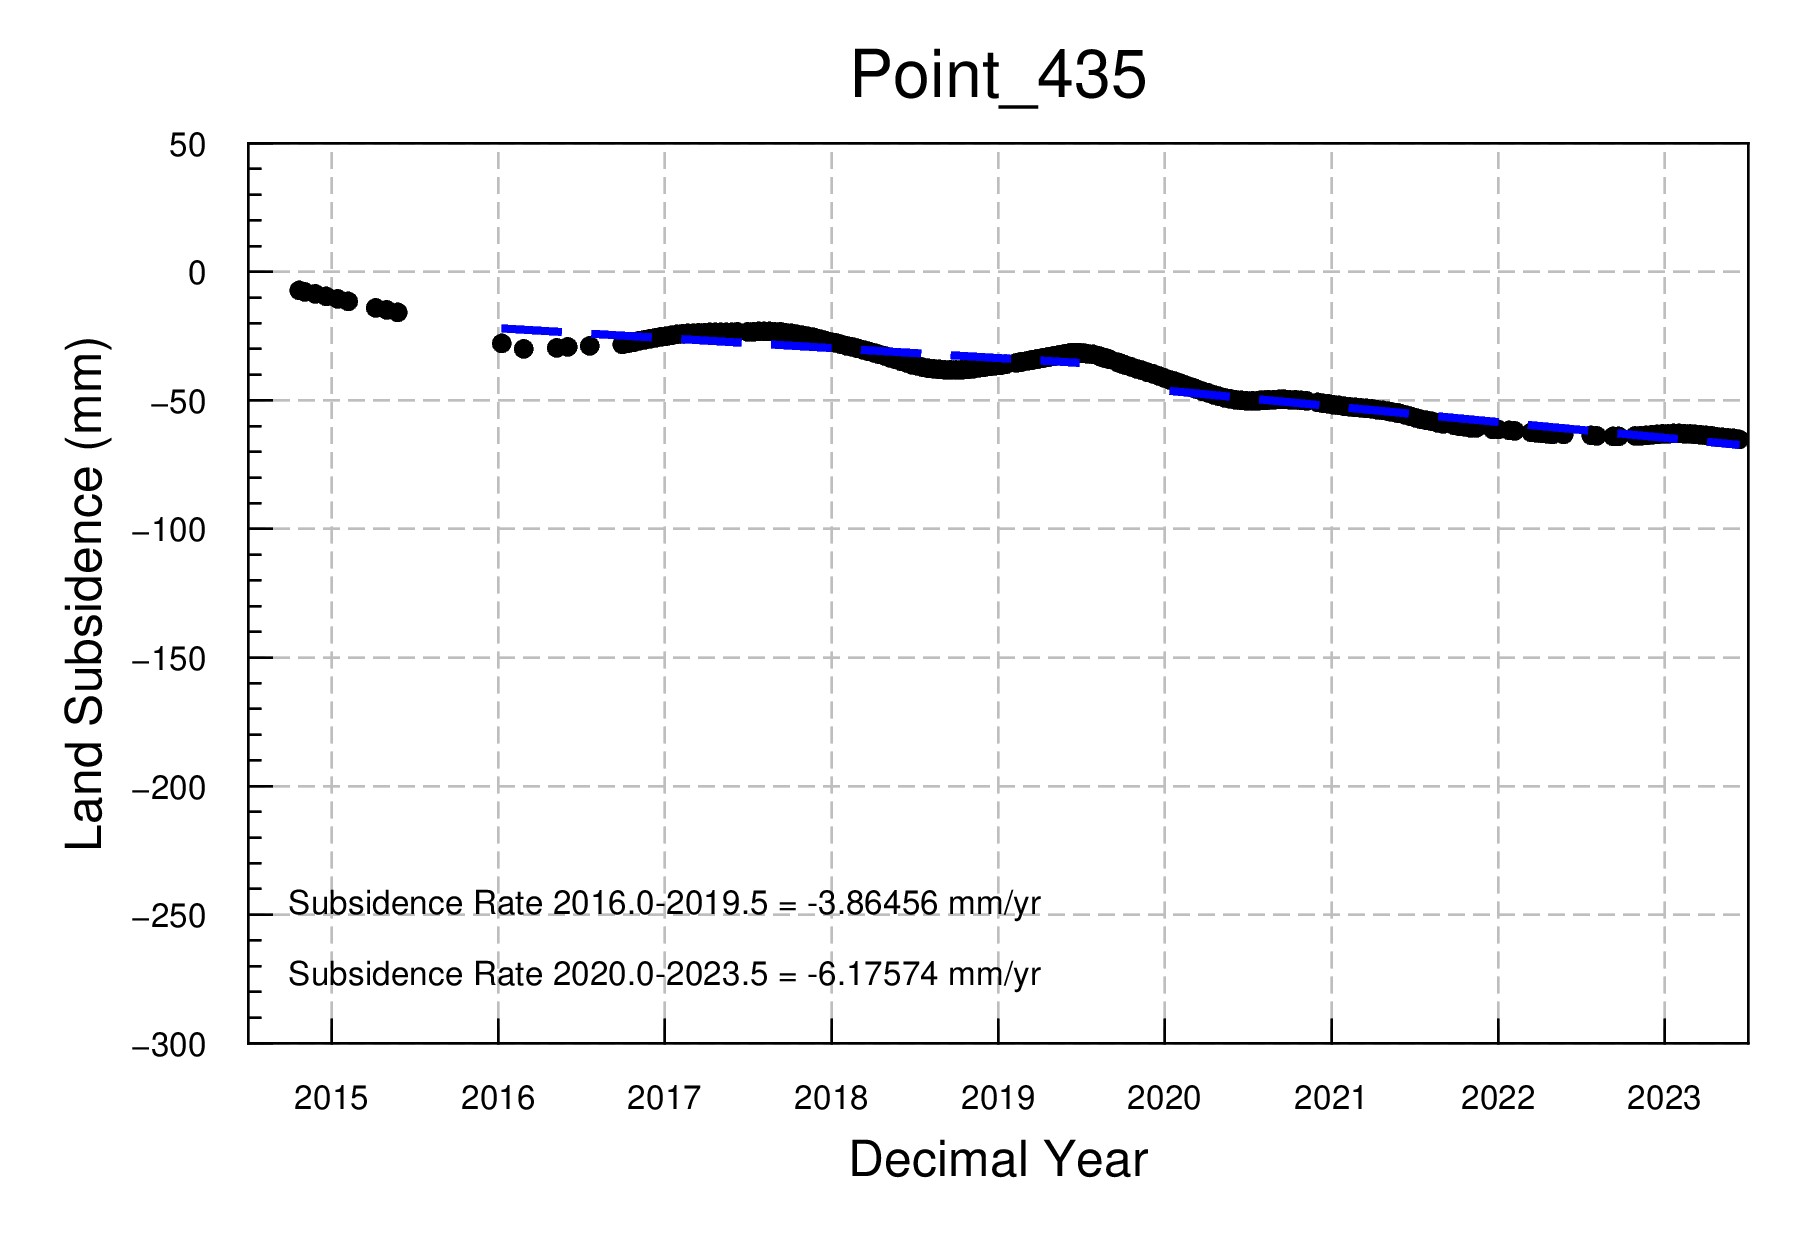 Point_435
50
0
−50
−100
−150
−200
−250
−300
Land Subsidence (mm)
Subsidence Rate 2016.0-2019.5 = -3.86456 mm/yr
Subsidence Rate 2020.0-2023.5 = -6.17574 mm/yr
2015 2016 2017 2018 2019 2020 2021 2022 2023
Decimal Year